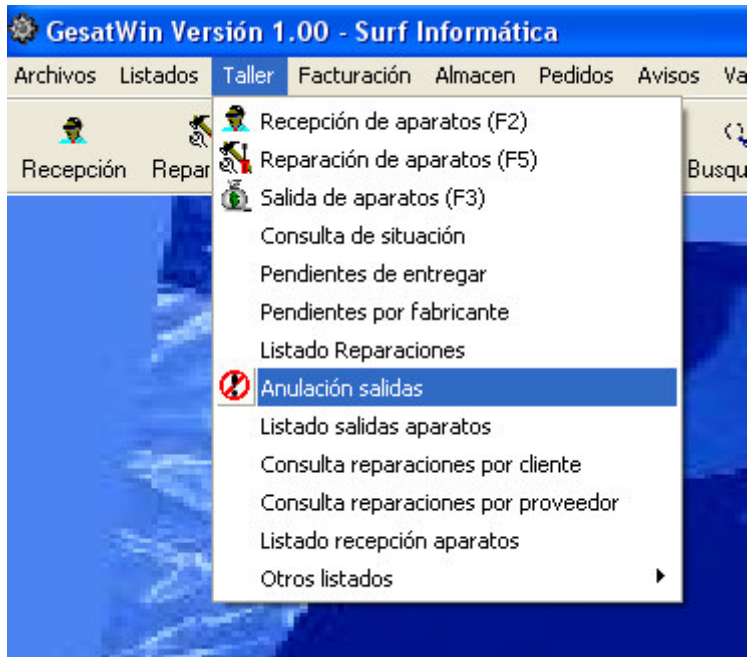 GesatWin Versión 1.00 - Surf Informática
Archivos Listados Taller Facturación Almacen Pedidos Avisos
Recepción
Recepción de aparatos (F2)
Reparación de aparatos (F5)
Salida de aparatos (F3)
Consulta de situación
Pendientes de entregar
Pendientes por fabricante
Listado Reparaciones
Anulación salidas
Listado salidas aparatos
Consulta reparaciones por cliente
Consulta reparaciones por proveedor
Listado recepción aparatos
Otros listados